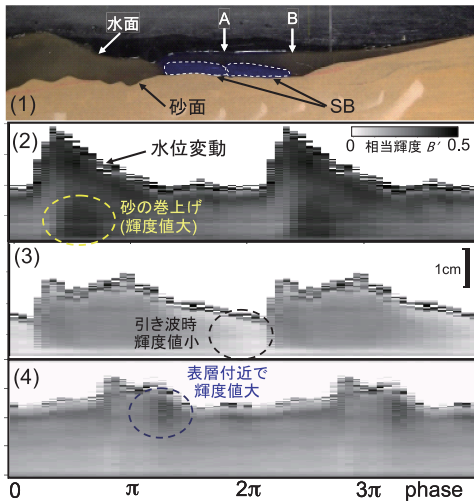 水面
A
B
(1)
砂面
SB
(2)
水位変動
0
0.5
相当輝度 B′
砂の巻上げ
(輝度値大)
(3)
1cm
引き波時
輝度値小
(4)
表層付近で
輝度値大
0
π
2π
3π
phase